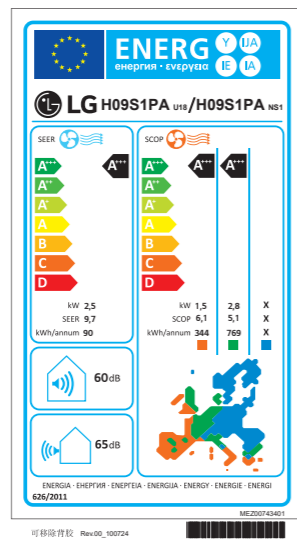 ENERG Y IJA
енергия · ενεργεια IE IA
LG H09S1PA U18/H09S1PA NS1
SEER
SCOP
A+++
A++
A+
A
B
C
D
A+++
A+++
A++
A+
A
B
C
D
A+++
A+++
kW 2,5
SEER 9,7
kWh/annum 90
kW 1,5 2,8 X
SCOP 6,1 5,1 X
kWh/annum 344 769 X
60dB
65dB
ENERGIA · ЕНЕРГИЯ · ΕΝΕΡΓΕΙΑ · ENERGIJA · ENERGY · ENERGIE · ENERGI
626/2011
MEZ00743401
可移除背胶 Rev.00_100724